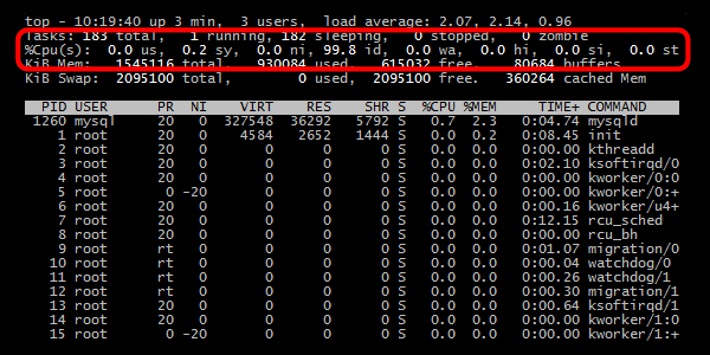 top - 10:19:40 up 3 min,  3 users,  load average: 2.07, 2.14, 0.96
Tasks: 183 total,   1 running, 182 sleeping,   0 stopped,   0 zombie
%Cpu(s):  0.0 us,  0.2 sy,  0.0 ni, 99.8 id,  0.0 wa,  0.0 hi,  0.0 si,  0.0 st
KiB Mem:   1545116 total,   930084 used,   615032 free.    80684 buffers
KiB Swap:  2095100 total,        0 used,  2095100 free.   360264 cached Mem
PID USER      PR  NI    VIRT    RES    SHR S  %CPU %MEM     TIME+ COMMAND
1260 mysql     20   0  327548  36292   5792 S   0.7  2.3   0:04.74 mysqld
1 root      20   0    4584   2652   1444 S   0.0  0.2   0:08.45 init
2 root      20   0       0      0      0 S   0.0  0.0   0:00.00 kthreadd
3 root      20   0       0      0      0 S   0.0  0.0   0:02.10 ksoftirqd/0
4 root      20   0       0      0      0 S   0.0  0.0   0:00.00 kworker/0:0
5 root       0 -20       0      0      0 S   0.0  0.0   0:00.00 kworker/0:+
6 root      20   0       0      0      0 S   0.0  0.0   0:00.16 kworker/u4+
7 root      20   0       0      0      0 S   0.0  0.0   0:12.15 rcu_sched
8 root      20   0       0      0      0 S   0.0  0.0   0:00.00 rcu_bh
9 root      rt   0       0      0      0 S   0.0  0.0   0:01.07 migration/0
10 root      rt   0       0      0      0 S   0.0  0.0   0:00.04 watchdog/0
11 root      rt   0       0      0      0 S   0.0  0.0   0:00.26 watchdog/1
12 root      rt   0       0      0      0 S   0.0  0.0   0:00.30 migration/1
13 root      20   0       0      0      0 S   0.0  0.0   0:00.64 ksoftirqd/1
14 root      20   0       0      0      0 S   0.0  0.0   0:00.00 kworker/1:0
15 root       0 -20       0      0      0 S   0.0  0.0   0:00.00 kworker/1:+